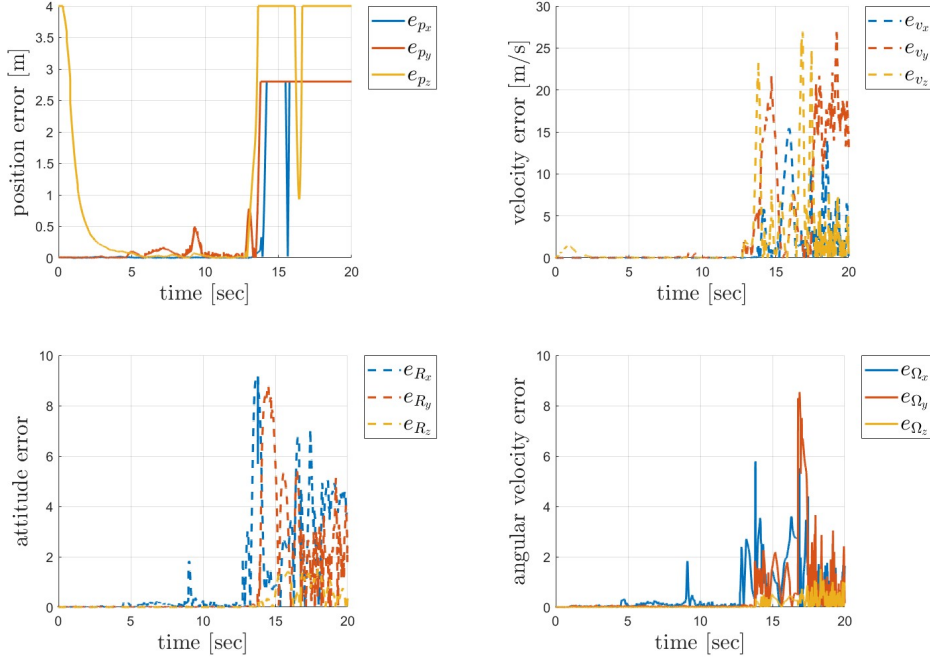 4
3.5
3
2.5
2
1.5
1
0.5
0
0 5 10 15 20
position error [m]
time [sec]
e_{p_x}
e_{p_y}
e_{p_z}
30
25
20
15
10
5
0
0 5 10 15 20
velocity error [m/s]
time [sec]
e_{v_x}
e_{v_y}
e_{v_z}
10
8
6
4
2
0
0 5 10 15 20
attitude error
time [sec]
e_{R_x}
e_{R_y}
e_{R_z}
10
8
6
4
2
0
0 5 10 15 20
angular velocity error
time [sec]
e_{Ω_x}
e_{Ω_y}
e_{Ω_z}